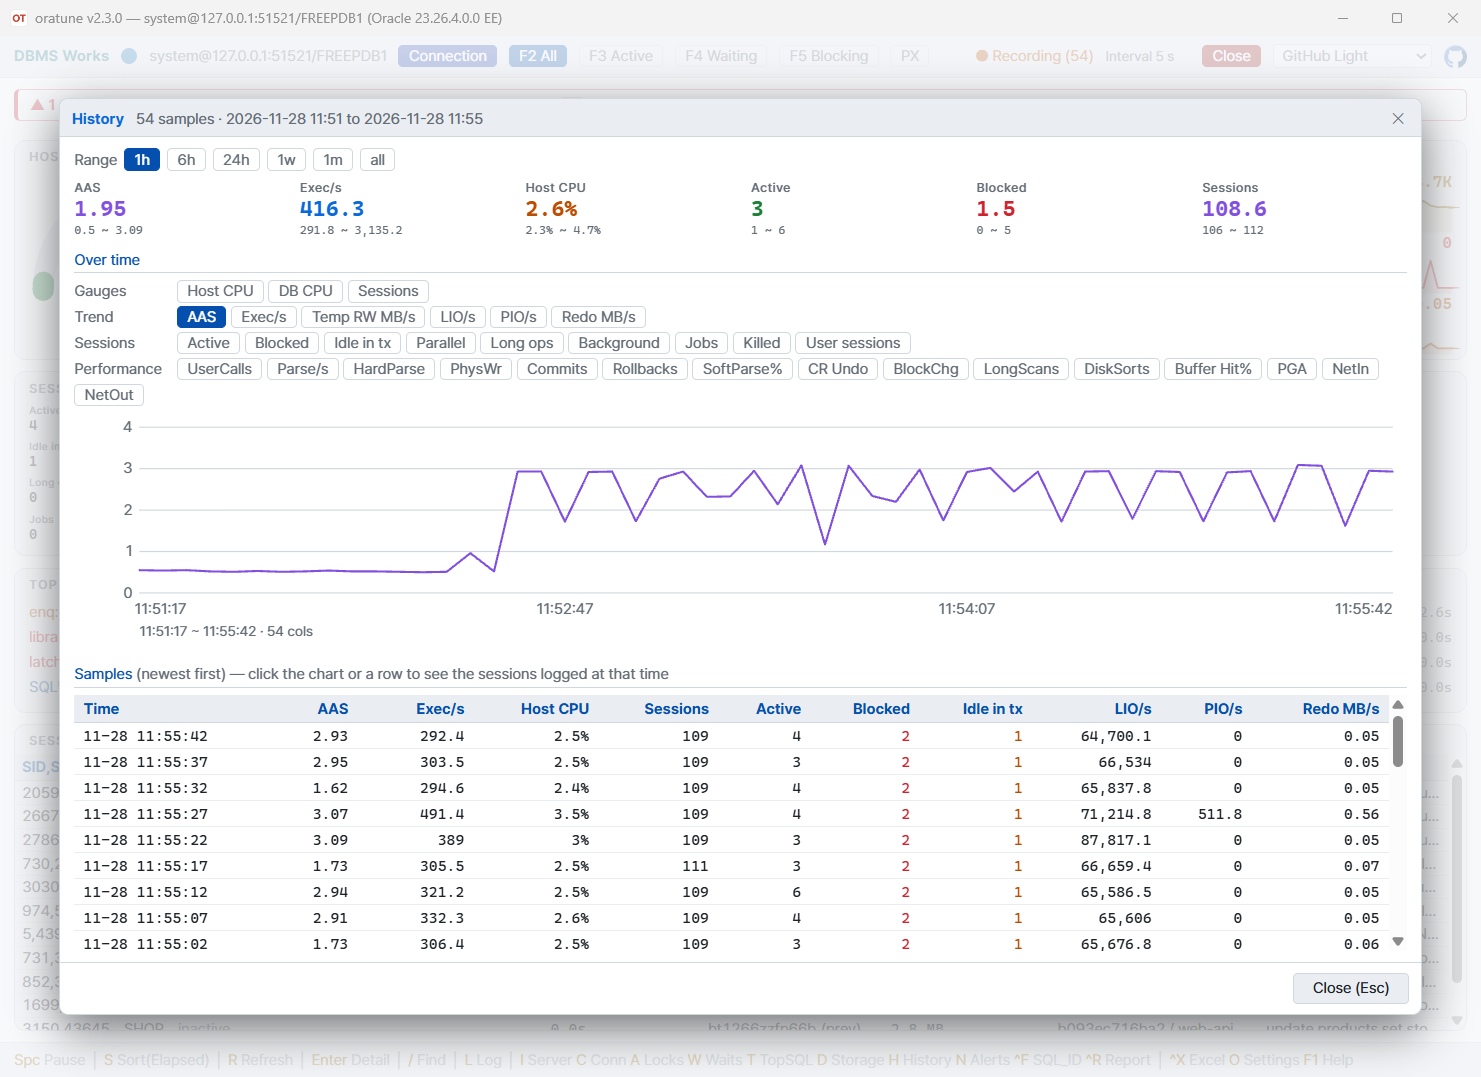 OT oratune v2.3.0 — system@127.0.0.1:51521/FREEPDB1 (Oracle 23.26.4.0.0 EE)
DBMS Works system@127.0.0.1:51521/FREEPDB1 Connection F2 All F3 Active F4 Waiting F5 Blocking PX Recording (54) Interval 5 s Close GitHub Light
▲ 1
History 54 samples · 2026-11-28 11:51 to 2026-11-28 11:55
Range 1h 6h 24h 1w 1m all
AAS Exec/s Host CPU Active Blocked Sessions
1.95 416.3 2.6% 3 1.5 108.6
0.5 ~ 3.09 291.8 ~ 3,135.2 2.3% ~ 4.7% 1 ~ 6 0 ~ 5 106 ~ 112
Over time
Gauges Host CPU DB CPU Sessions
Trend AAS Exec/s Temp RW MB/s LIO/s PIO/s Redo MB/s
Sessions Active Blocked Idle in tx Parallel Long ops Background Jobs Killed User sessions
Performance UserCalls Parse/s HardParse PhysWr Commits Rollbacks SoftParse% CR Undo BlockChg LongScans DiskSorts Buffer Hit% PGA NetIn
NetOut
4
3
2
1
0
11:51:17 11:52:47 11:54:07 11:55:42
11:51:17 ~ 11:55:42 · 54 cols
Samples (newest first) — click the chart or a row to see the sessions logged at that time
Time AAS Exec/s Host CPU Sessions Active Blocked Idle in tx LIO/s PIO/s Redo MB/s
11-28 11:55:42 2.93 292.4 2.5% 109 4 2 1 64,700.1 0 0.05
11-28 11:55:37 2.95 303.5 2.5% 109 3 2 1 66,534 0 0.05
11-28 11:55:32 1.62 294.6 2.4% 109 4 2 1 65,837.8 0 0.05
11-28 11:55:27 3.07 491.4 3.5% 109 4 2 1 71,214.8 511.8 0.56
11-28 11:55:22 3.09 389 3% 109 3 2 1 87,817.1 0 0.05
11-28 11:55:17 1.73 305.5 2.5% 111 3 2 1 66,659.4 0 0.07
11-28 11:55:12 2.94 321.2 2.5% 109 6 2 1 65,586.5 0 0.05
11-28 11:55:07 2.91 332.3 2.6% 109 4 2 1 65,606 0 0.05
11-28 11:55:02 1.73 306.4 2.5% 109 3 2 1 65,676.8 0 0.06
Close (Esc)
Spc Pause | S Sort(Elapsed) | R Refresh | Enter Detail | / Find | L Log | I Server C Conn A Locks W Waits T TopSQL D Storage H History N Alerts ^F SQL_ID ^R Report | ^X Excel O Settings F1 Help